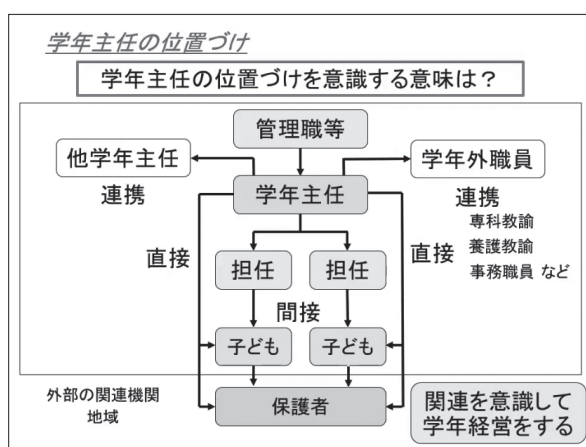 学年主任の位置づけ
学年主任の位置づけを意識する意味は？
管理職等
他学年主任
学年外職員
連携
学年主任
連携
専科教諭
養護教諭
事務職員 など
直接
直接
担任
担任
間接
子ども
子ども
外部の関連機関
地域
保護者
関連を意識して
学年経営をする